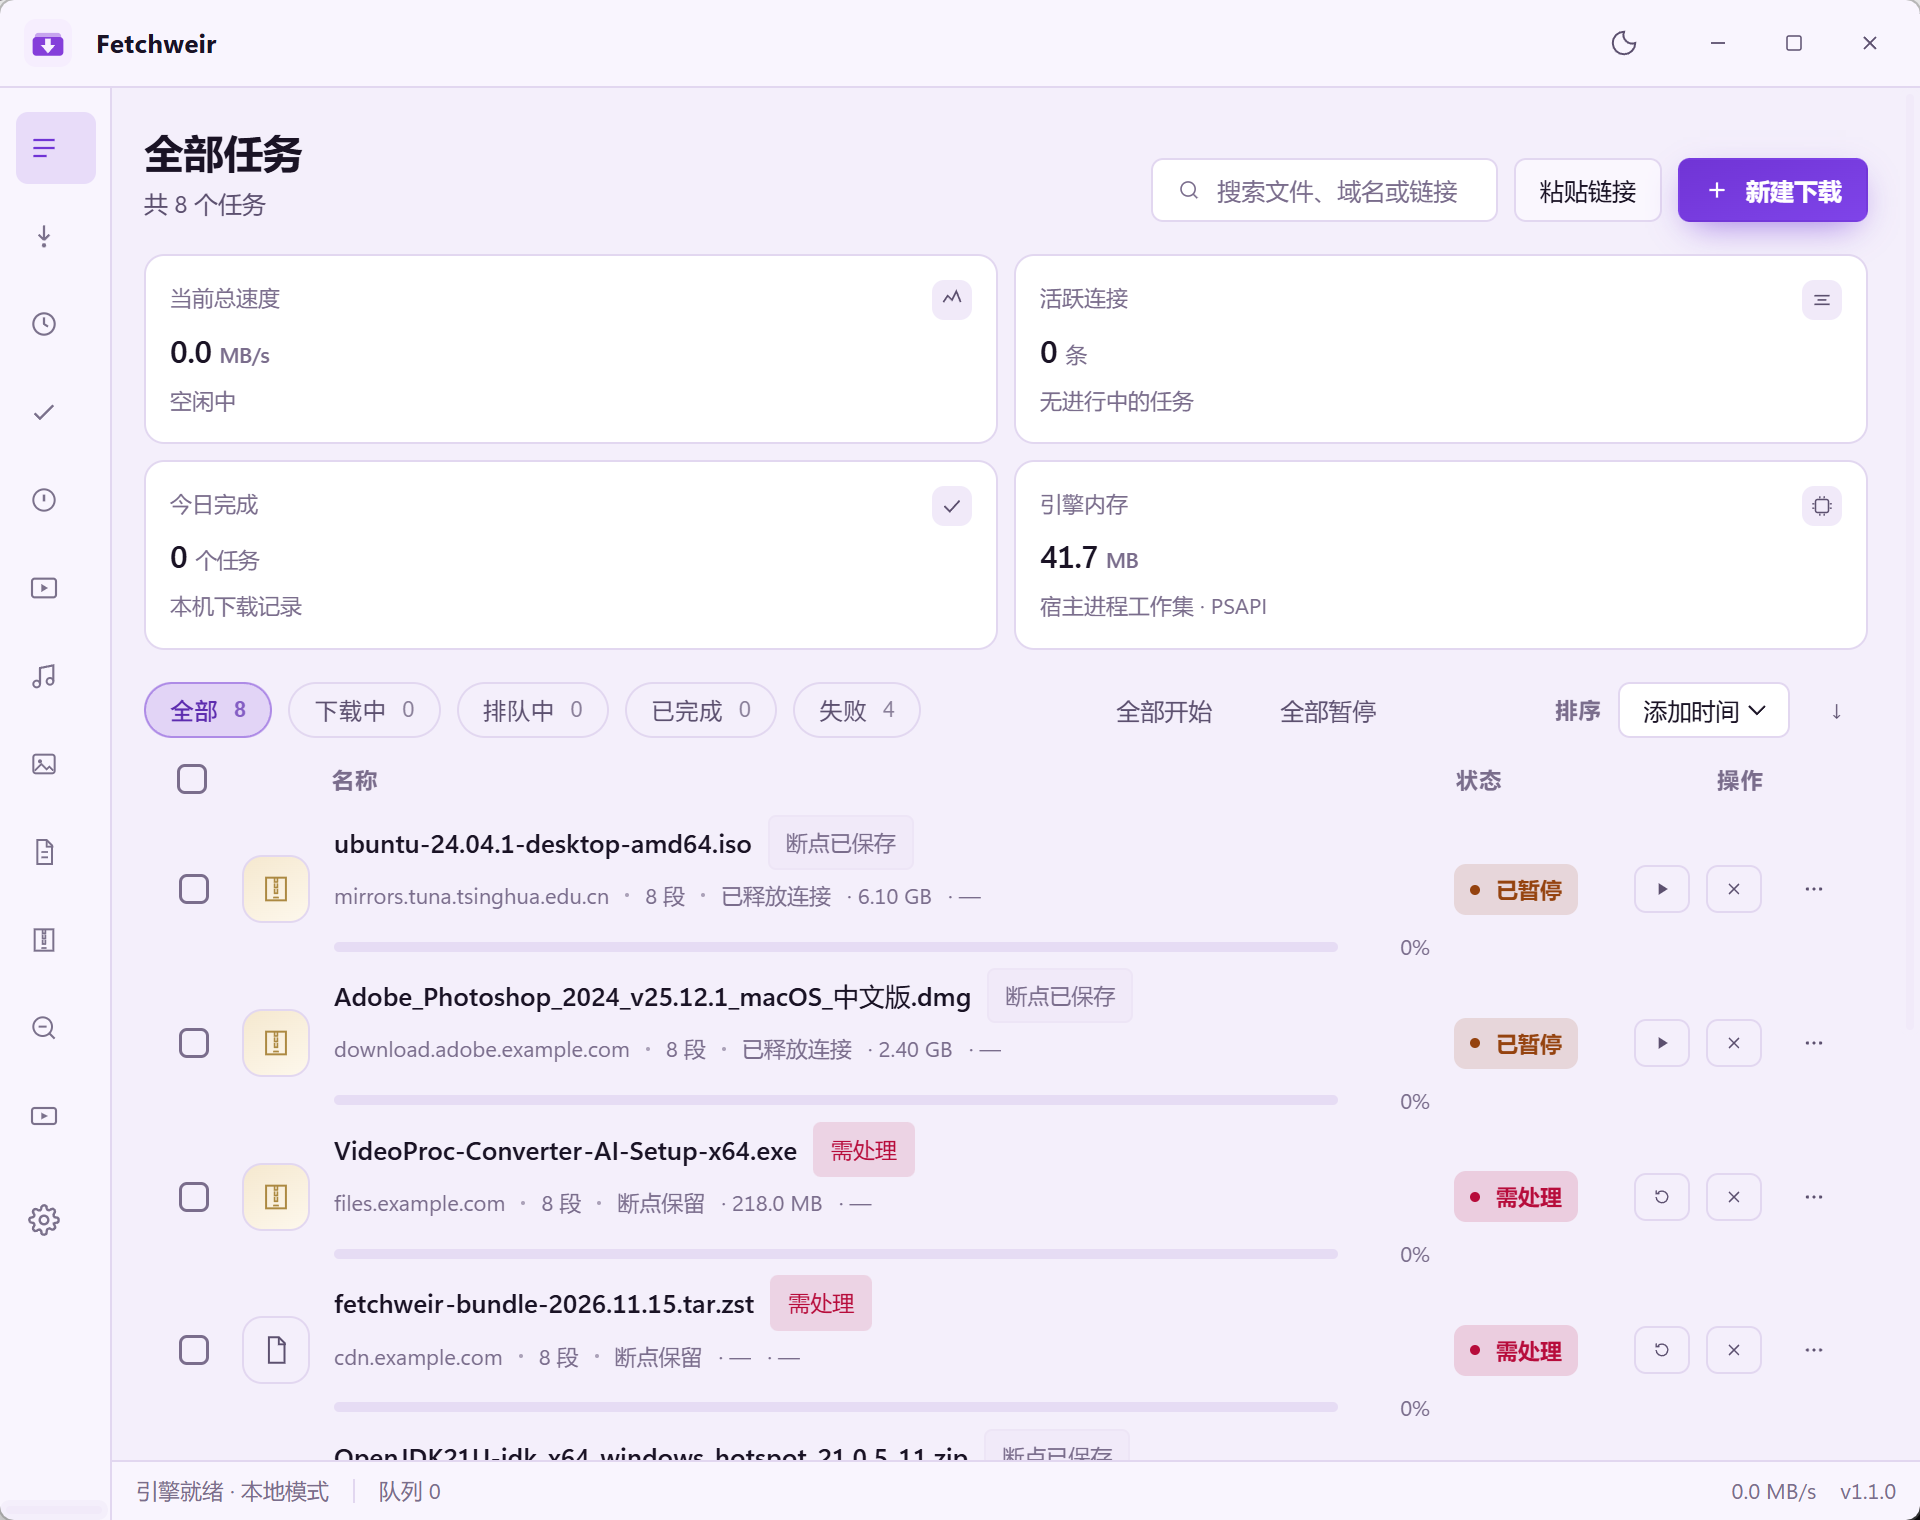 Fetchweir
全部任务
共 8 个任务
搜索文件、域名或链接
粘贴链接
+ 新建下载
当前总速度
0.0 MB/s
空闲中
活跃连接
0 条
无进行中的任务
今日完成
0 个任务
本机下载记录
引擎内存
41.7 MB
宿主进程工作集 · PSAPI
全部 8
下载中 0
排队中 0
已完成 0
失败 4
全部开始
全部暂停
排序
添加时间
↓
名称
状态
操作
ubuntu-24.04.1-desktop-amd64.iso 断点已保存
mirrors.tuna.tsinghua.edu.cn · 8 段 · 已释放连接 · 6.10 GB · —
已暂停
0%
Adobe_Photoshop_2024_v25.12.1_macOS_中文版.dmg 断点已保存
download.adobe.example.com · 8 段 · 已释放连接 · 2.40 GB · —
已暂停
0%
VideoProc-Converter-AI-Setup-x64.exe 需处理
files.example.com · 8 段 · 断点保留 · 218.0 MB · —
需处理
0%
fetchweir-bundle-2026.11.15.tar.zst 需处理
cdn.example.com · 8 段 · 断点保留 · — · —
需处理
0%
OpenJDK21U-jdk_x64_windows_hotspot_21.0.5_11.zip 断点已保存
引擎就绪 · 本地模式
队列 0
0.0 MB/s
v1.1.0